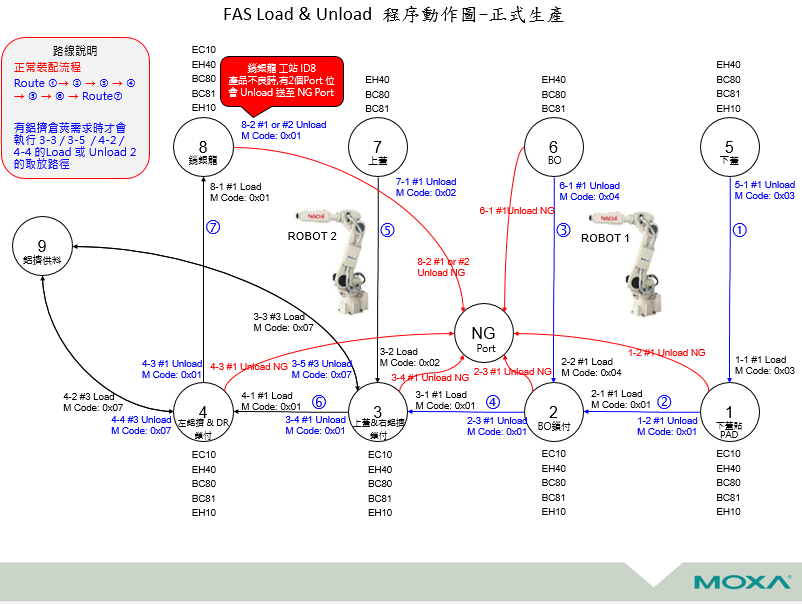 FAS Load & Unload 程序動作圖-正式生產
路線說明
正常裝配流程
Route ①→ ② → ③ → ④
→ ⑤ → ⑥ → Route⑦
有鋁擠倉莢需求時才會
執行 3-3 / 3-5 / 4-2 /
4-4 的Load 或 Unload 2
的取放路徑
EC10
EH40
BC80
BC81
EH10
鎖蜈龍 工站 ID8
產品不良時,有2個Port 位
會 Unload 送至 NG Port
8-2 #1 or #2 Unload
M Code: 0x01
8
鎖蜈龍
EH40
BC80
BC81
7
上蓋
EH40
BC80
BC81
6
BO
EH40
BC80
BC81
EH10
5
下蓋
8-1 #1 Load
M Code: 0x01
⑦
7-1 #1 Unload
M Code: 0x02
⑤
6-1 #1 Unload
M Code: 0x04
③
5-1 #1 Unload
M Code: 0x03
①
6-1 #1Unload NG
NACHI
ROBOT 2
NACHI
ROBOT 1
9
鋁擠供料
8-2 #1 or #2
Unload NG
3-3 #3 Load
M Code: 0x07
NG
Port
4-3 #1 Unload
M Code: 0x01
4-3 #1 Unload NG
3-5 #3 Unload
M Code: 0x07
3-2 Load
M Code: 0x02
3-4 #1 Unload NG
2-3 #1 Unload NG
2-2 #1 Load
M Code: 0x04
1-2 #1 Unload NG
1-1 #1 Load
M Code: 0x03
4-2 #3 Load
M Code: 0x07
4-4 #3 Unload
M Code: 0x07
4
左鋁擠 & DR
鎖付
4-1 #1 Load
M Code: 0x01
⑥
3-4 #1 Unload
M Code: 0x01
3
上蓋&右鋁擠
鎖付
3-1 #1 Load
M Code: 0x01
④
2-3 #1 Unload
M Code: 0x01
2
BO鎖付
2-1 #1 Load
M Code: 0x01
②
1-2 #1 Unload
M Code: 0x01
1
下蓋貼
PAD
EC10
EH40
BC80
BC81
EH10
EC10
EH40
BC80
BC81
EH10
EC10
EH40
BC80
BC81
EH10
EC10
EH40
BC80
BC81
EH10
MOXA®